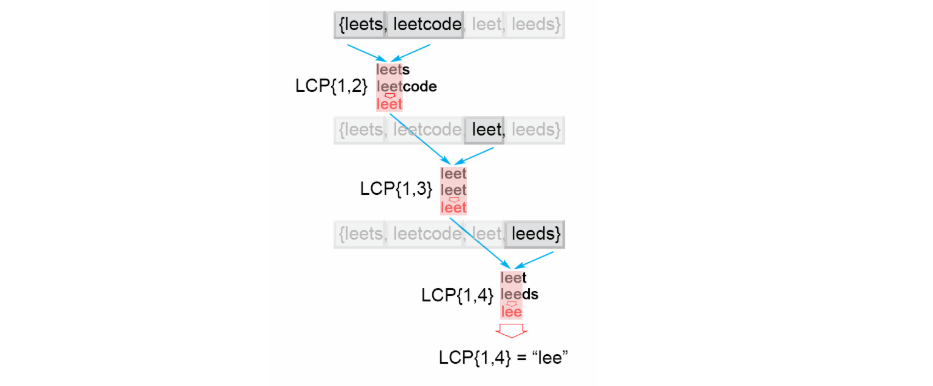 {leets, leetcode, leet, leeds}
leets
LCP{1,2} leetcode
leet
{leets, leetcode, leet, leeds}
leet
LCP{1,3} leet
leet
{leets, leetcode, leet, leeds}
leet
LCP{1,4} leeds
lee
LCP{1,4} = “lee”